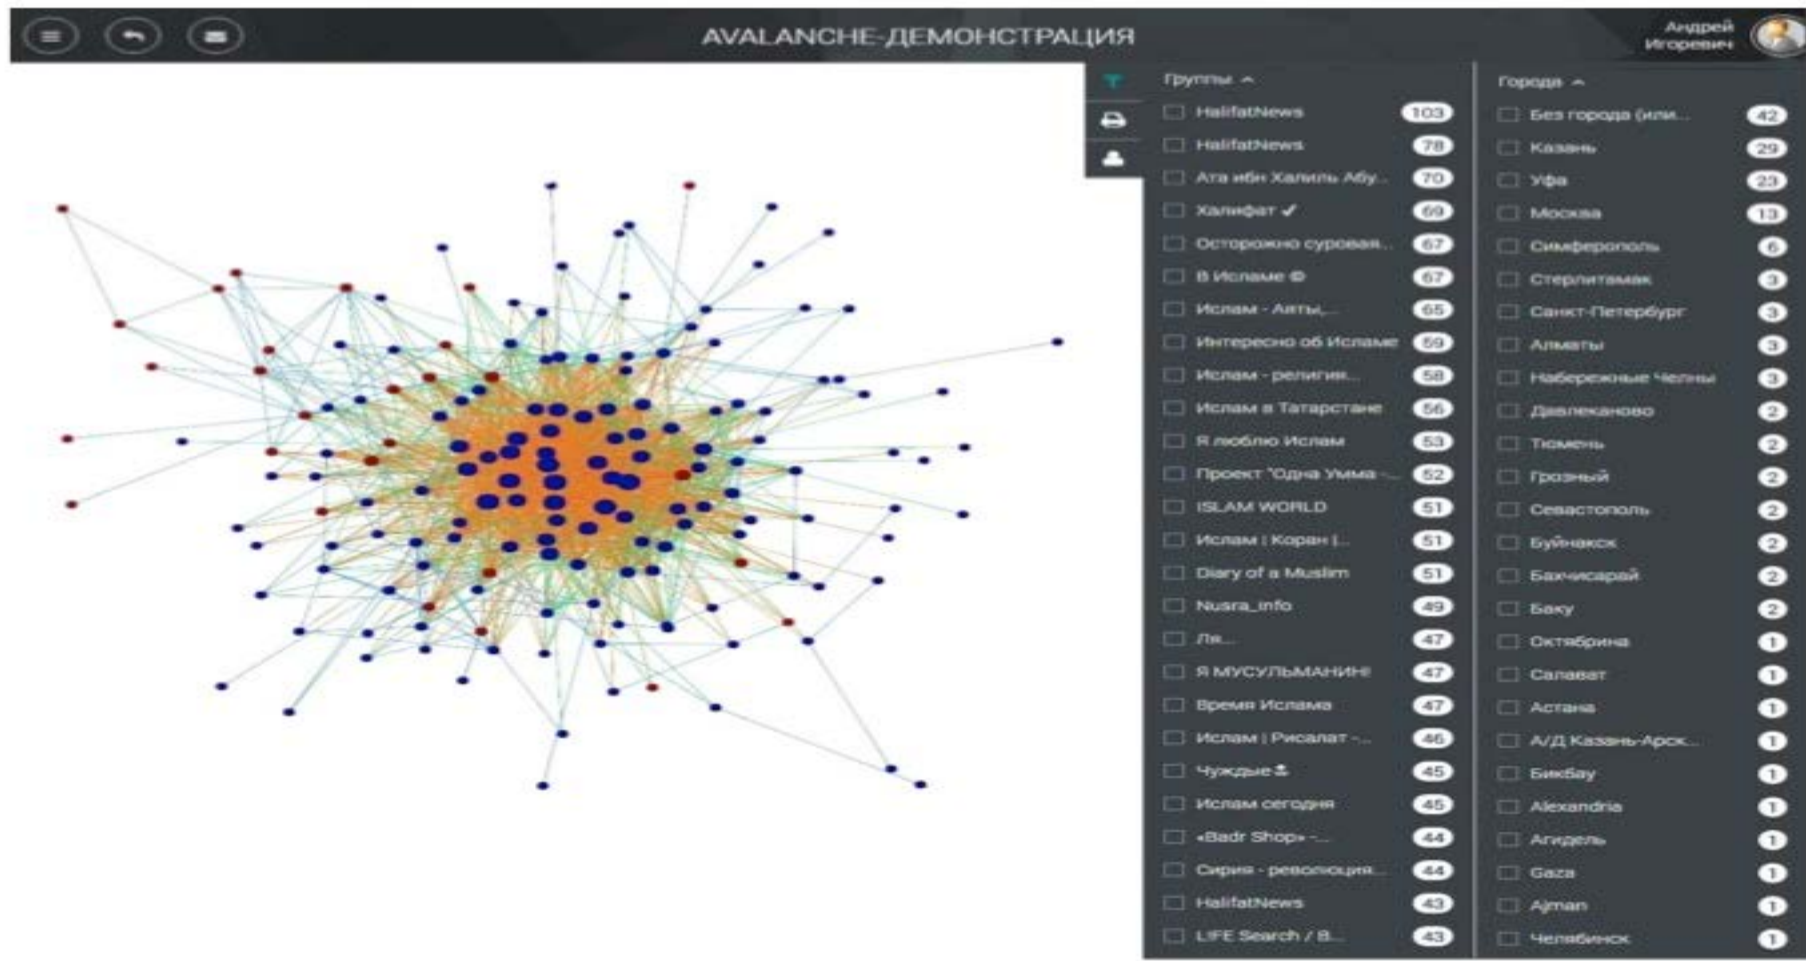 AVALANCHE-ДЕМОНСТРАЦИЯ
Андрей
Игоревич
Группы
HalifatNews 103
HalifatNews 78
Ата ибн Халиль Абу... 70
Халифат ✓ 69
Осторожно суровая... 67
В Исламе © 67
Ислам - Аяты,... 65
Интересно об Исламе 59
Ислам - религия... 58
Ислам в Татарстане 56
Я люблю Ислам 53
Проект "Одна Умма -... 52
ISLAM WORLD 51
Ислам | Коран |... 51
Diary of a Muslim 51
Nusra_info 49
Ля... 47
Я МУСУЛЬМАНИН! 47
Время Ислама 47
Ислам | Рисалат -... 46
Чуждые 45
Ислам сегодня 45
«Badr Shop» -... 44
Сирия - революция... 44
HalifatNews 43
L!FE Search / В... 43
Города
Без города (или... 42
Казань 29
Уфа 23
Москва 13
Симферополь 6
Стерлитамак 3
Санкт-Петербург 3
Алматы 3
Набережные Челны 3
Давлеканово 2
Тюмень 2
Грозный 2
Севастополь 2
Буйнакск 2
Бахчисарай 2
Баку 2
Октябрина 1
Салават 1
Астана 1
А/Д Казань-Арск... 1
Бикбау 1
Alexandria 1
Агидель 1
Gaza 1
Ajman 1
Челябинск 1